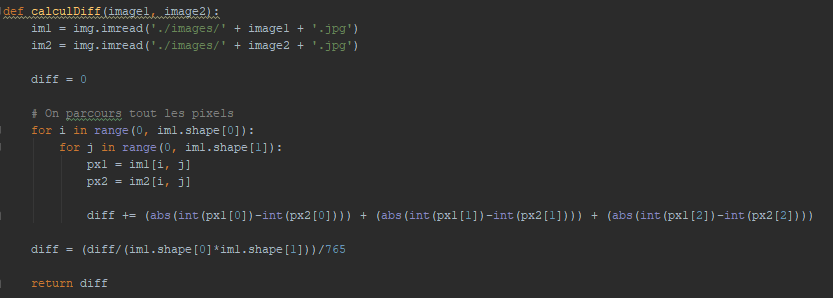 def calculDiff(image1, image2):
    im1 = img.imread('./images/' + image1 + '.jpg')
    im2 = img.imread('./images/' + image2 + '.jpg')

    diff = 0

    # On parcours tout les pixels
    for i in range(0, im1.shape[0]):
        for j in range(0, im1.shape[1]):
            px1 = im1[i, j]
            px2 = im2[i, j]

            diff += (abs(int(px1[0])-int(px2[0]))) + (abs(int(px1[1])-int(px2[1]))) + (abs(int(px1[2])-int(px2[2])))

    diff = (diff/(im1.shape[0]*im1.shape[1]))/765

    return diff